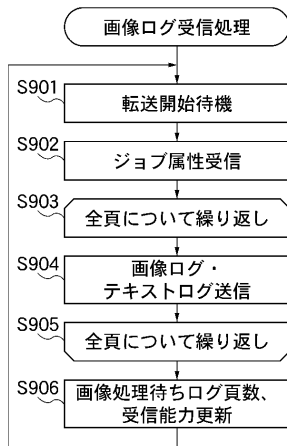 画像ログ受信処理
S901
転送開始待機
S902
ジョブ属性受信
S903
全頁について繰り返し
S904
画像ログ・
テキストログ送信
S905
全頁について繰り返し
S906
画像処理待ちログ頁数、
受信能力更新